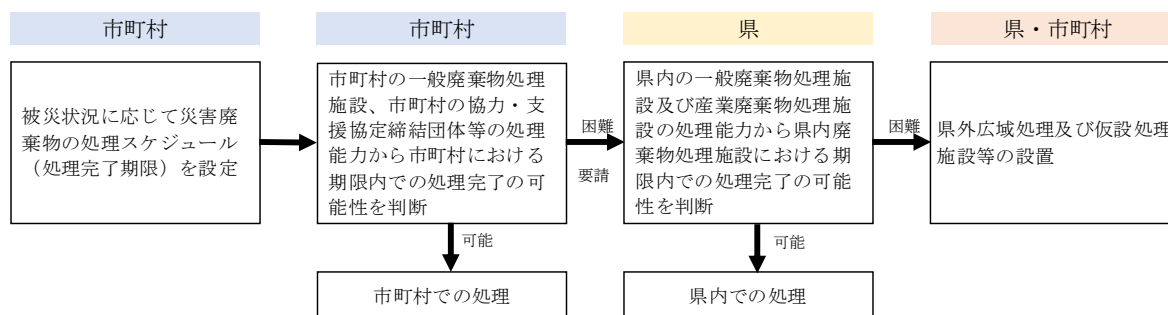 市町村
市町村
県
県・市町村
被災状況に応じて災害廃
棄物の処理スケジュール
（処理完了期限）を設定
市町村の一般廃棄物処理
施設、市町村の協力・支
援協定締結団体等の処理
能力から市町村における
期限内での処理完了の可
能性を判断
困難
要請
県内の一般廃棄物処理施
設及び産業廃棄物処理施
設の処理能力から県内廃
棄物処理施設における期
限内での処理完了の可能
性を判断
困難
県外広域処理及び仮設処理
施設等の設置
可能
可能
市町村での処理
県内での処理